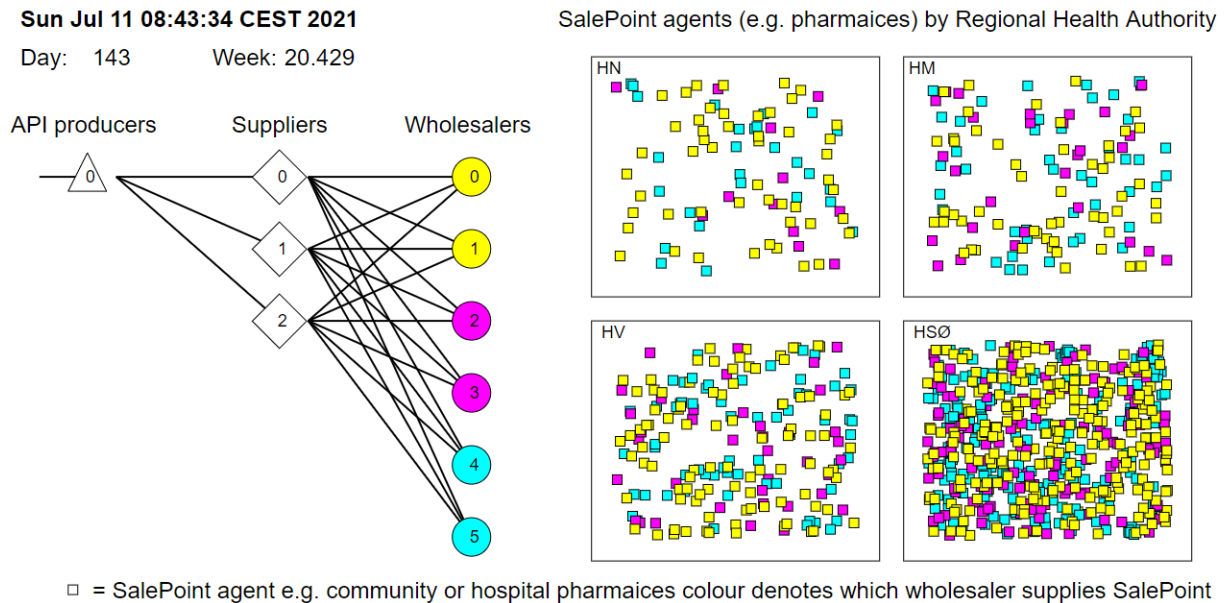 Sun Jul 11 08:43:34 CEST 2021
Day: 143 Week: 20.429
API producers Suppliers Wholesalers
0 0 0
1 1
2 2
3
4
5
SalePoint agents (e.g. pharmaices) by Regional Health Authority
HN HM
HV HSØ
= SalePoint agent e.g. community or hospital pharmaices colour denotes which wholesaler supplies SalePoint